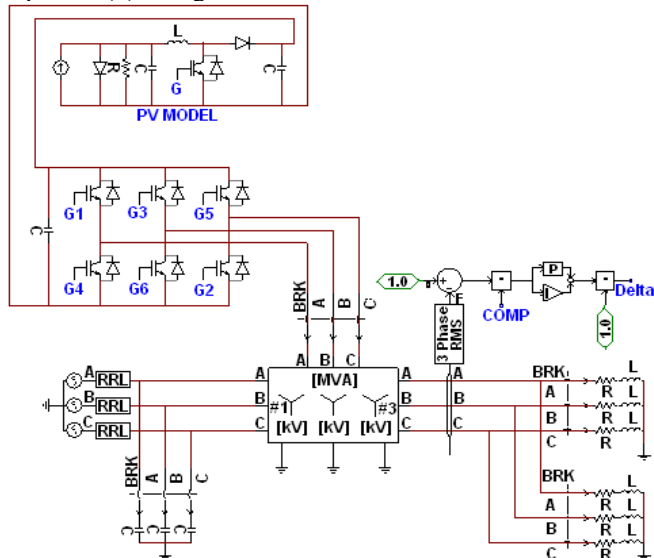 L
R
C
C
G
PV MODEL
C
G1
G3
G5
G4
G6
G2
BRK
A
B
C
1.0
+
F
3 Phase
RMS
COMP
P
I
Delta
1.0
A B C
[MVA]
#1
#3
[kV] [kV] [kV]
A
B
C
A
B
C
S
A
RRL
S
B
RRL
S
C
RRL
BRK
A
B
C
C
C
C
BRK
A
B
C
R
L
R
L
R
L
BRK
A
B
C
R
L
R
L
R
L